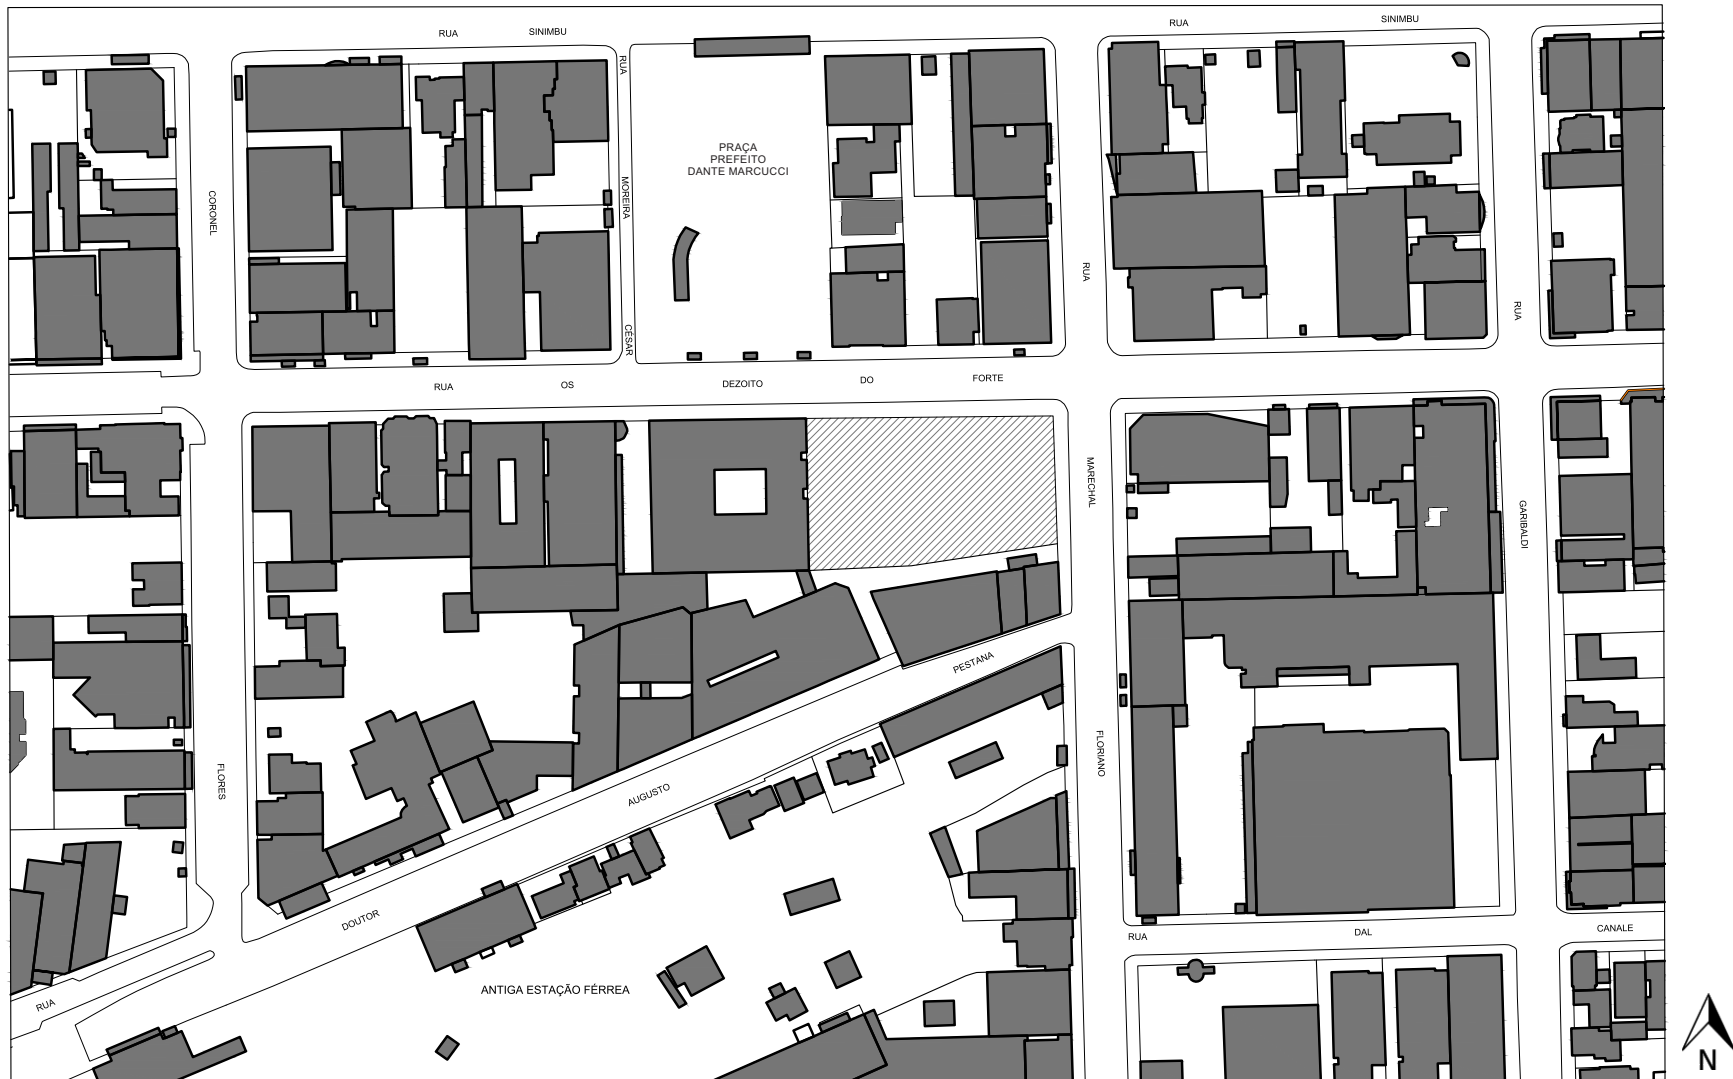 RUA SINIMBU
RUA SINIMBU
RUA
MOREIRA
CÉSAR
PRAÇA
PREFEITO
DANTE MARCUCCI
CORONEL
FLORES
RUA
MARECHAL
FLORIANO
RUA
GARIBALDI
RUA OS DEZOITO DO FORTE
RUA DOUTOR AUGUSTO PESTANA
RUA DAL CANALE
ANTIGA ESTAÇÃO FÉRREA
N